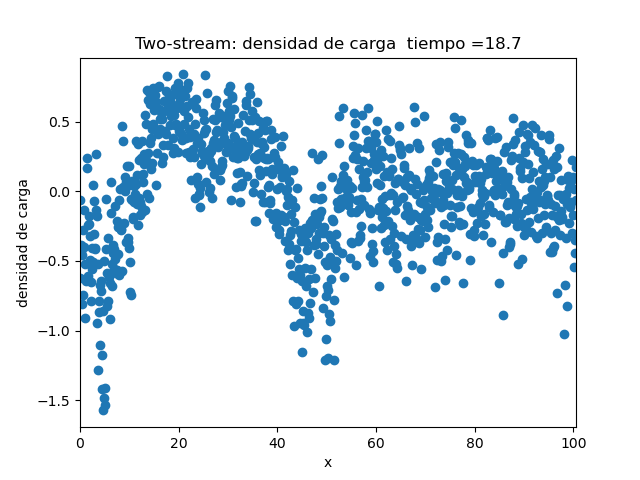 Two-stream: densidad de carga  tiempo =18.7
densidad de carga
0.5
0.0
−0.5
−1.0
−1.5
0 20 40 60 80 100
x